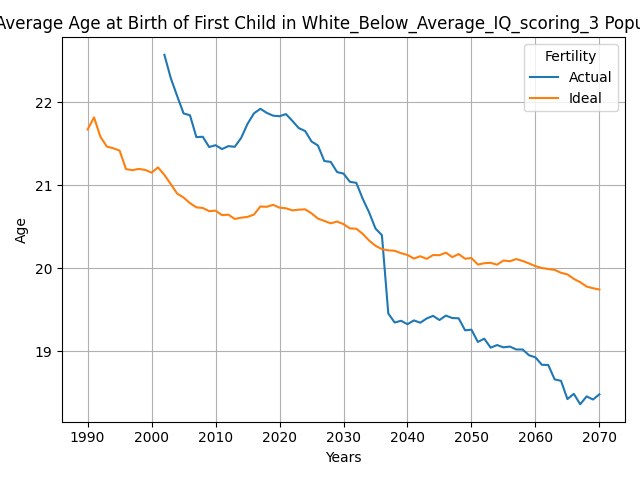 Average Age at Birth of First Child in White_Below_Average_IQ_scoring_3
Fertility
Actual
Ideal
22
21
20
19
Age
1990 2000 2010 2020 2030 2040 2050 2060 2070
Years